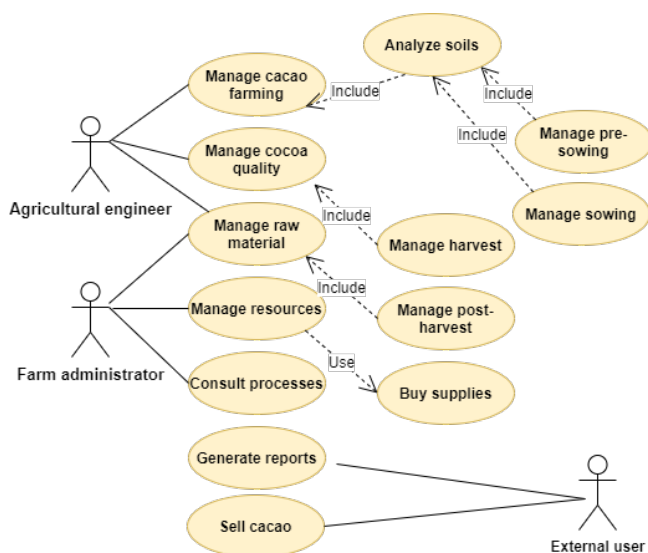 Analyze soils
Manage cacao
farming
Include
Include
Manage pre-
sowing
Include
Manage cocoa
quality
Agricultural engineer
Manage sowing
Manage raw
material
Include
Manage harvest
Include
Manage resources
Manage post-
harvest
Farm administrator
Use
Consult processes
Buy supplies
Generate reports
Sell cacao
External user